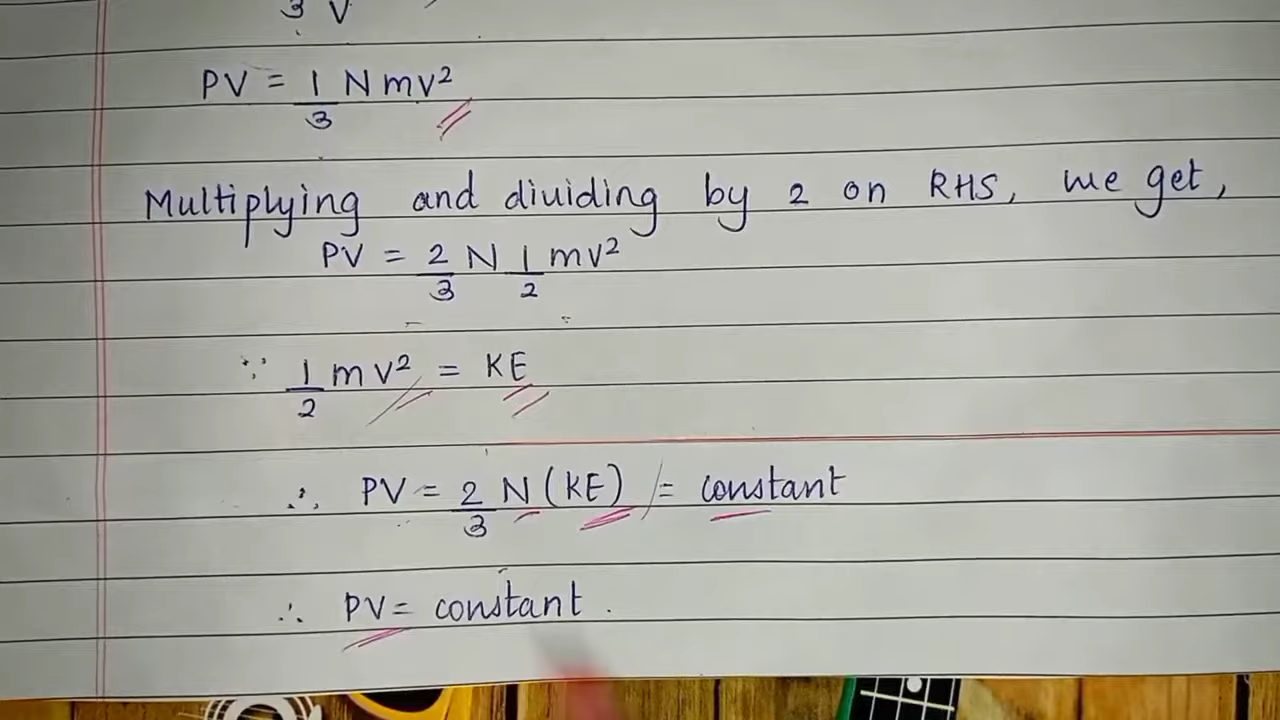 3 V
PV = 1/3 N mv²
Multiplying and dividing by 2 on RHS, we get,
PV = 2/3 N 1/2 mv²
∵ 1/2 mv² = KE
∴ PV = 2/3 N (KE) = constant
∴ PV = constant.